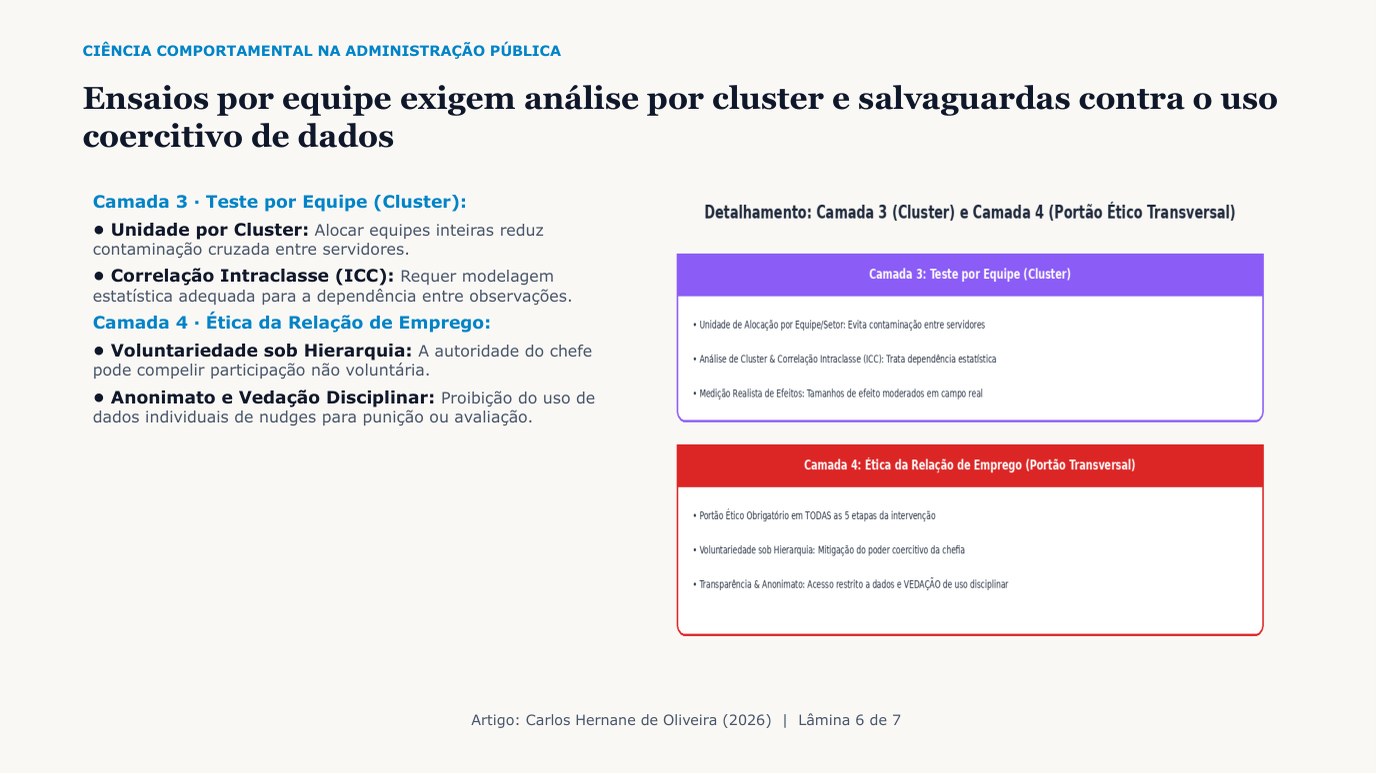 CIÊNCIA COMPORTAMENTAL NA ADMINISTRAÇÃO PÚBLICA
Ensaios por equipe exigem análise por cluster e salvaguardas contra o uso
coercitivo de dados
Camada 3 · Teste por Equipe (Cluster):
● Unidade por Cluster: Alocar equipes inteiras reduz
contaminação cruzada entre servidores.
● Correlação Intraclasse (ICC): Requer modelagem
estatística adequada para a dependência entre observações.
Camada 4 · Ética da Relação de Emprego:
● Voluntariedade sob Hierarquia: A autoridade do chefe
pode compelir participação não voluntária.
● Anonimato e Vedação Disciplinar: Proibição do uso de
dados individuais de nudges para punição ou avaliação.
Detalhamento: Camada 3 (Cluster) e Camada 4 (Portão Ético Transversal)
Camada 3: Teste por Equipe (Cluster)
• Unidade de Alocação por Equipe/Setor: Evita contaminação entre servidores
• Análise de Cluster & Correlação Intraclasse (ICC): Trata dependência estatística
• Medição Realista de Efeitos: Tamanhos de efeito moderados em campo real
Camada 4: Ética da Relação de Emprego (Portão Transversal)
• Portão Ético Obrigatório em TODAS as 5 etapas da intervenção
• Voluntariedade sob Hierarquia: Mitigação do poder coercitivo da chefia
• Transparência & Anonimato: Acesso restrito a dados e VEDAÇÃO de uso disciplinar
Artigo: Carlos Hernane de Oliveira (2026) | Lâmina 6 de 7